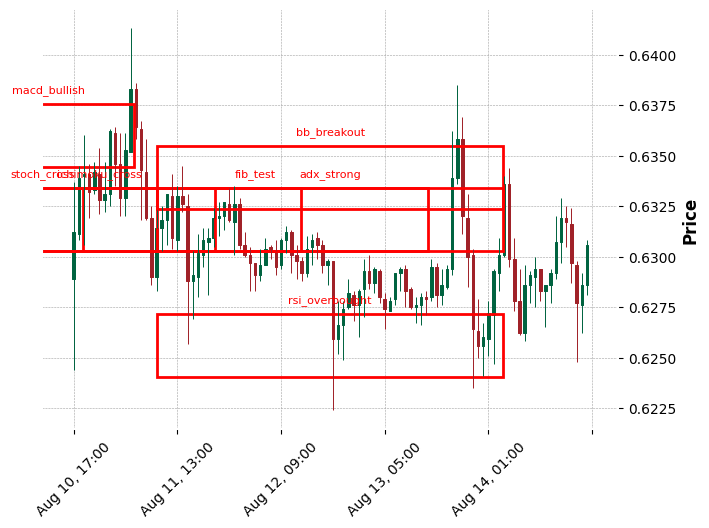 0.6400
macd_bullish
0.6375
bb_breakout
0.6350
stoch_cross
ichimoku_cross
fib_test
adx_strong
0.6325
Price
0.6300
rsi_overbought
0.6275
0.6250
0.6225
Aug 10, 17:00
Aug 11, 13:00
Aug 12, 09:00
Aug 13, 05:00
Aug 14, 01:00